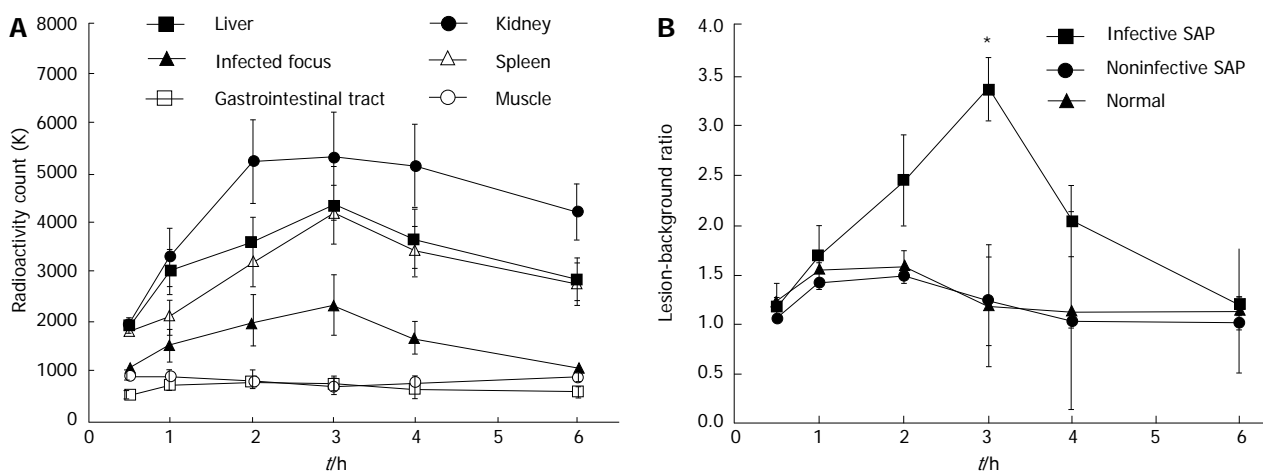 A
8000
7000
6000
5000
4000
3000
2000
1000
0
Radioactivity count (K)
Liver
Kidney
Infected focus
Spleen
Gastrointestinal tract
Muscle
0 1 2 3 4 5 6
t/h
B
4.0
3.5
3.0
2.5
2.0
1.5
1.0
0.5
0.0
Lesion-background ratio
*
Infective SAP
Noninfective SAP
Normal
0 1 2 3 4 5 6
t/h